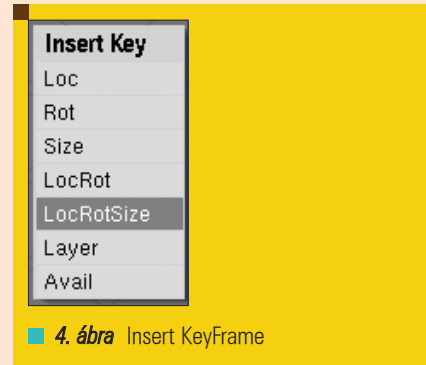 Insert Key
Loc
Rot
Size
LocRot
LocRotSize
Layer
Avail
4. ábra Insert KeyFrame